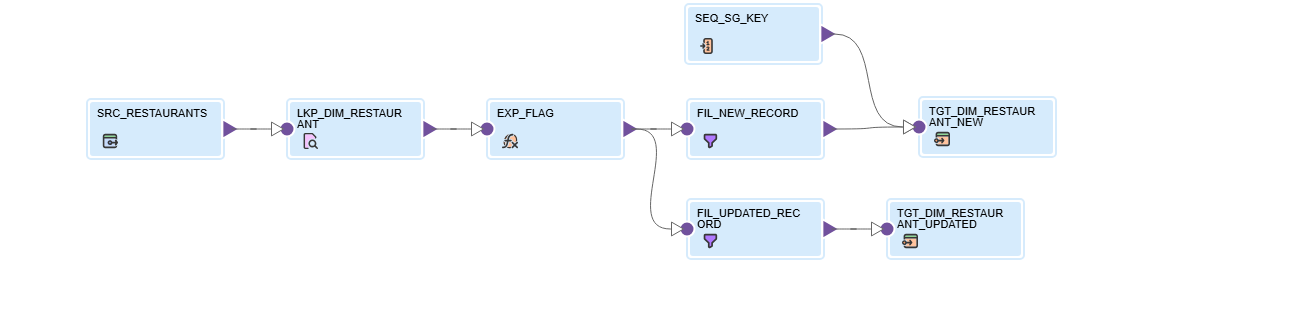 SEQ_SG_KEY
SRC_RESTAURANTS
LKP_DIM_RESTAUR
ANT
EXP_FLAG
FIL_NEW_RECORD
TGT_DIM_RESTAUR
ANT_NEW
FIL_UPDATED_REC
ORD
TGT_DIM_RESTAUR
ANT_UPDATED